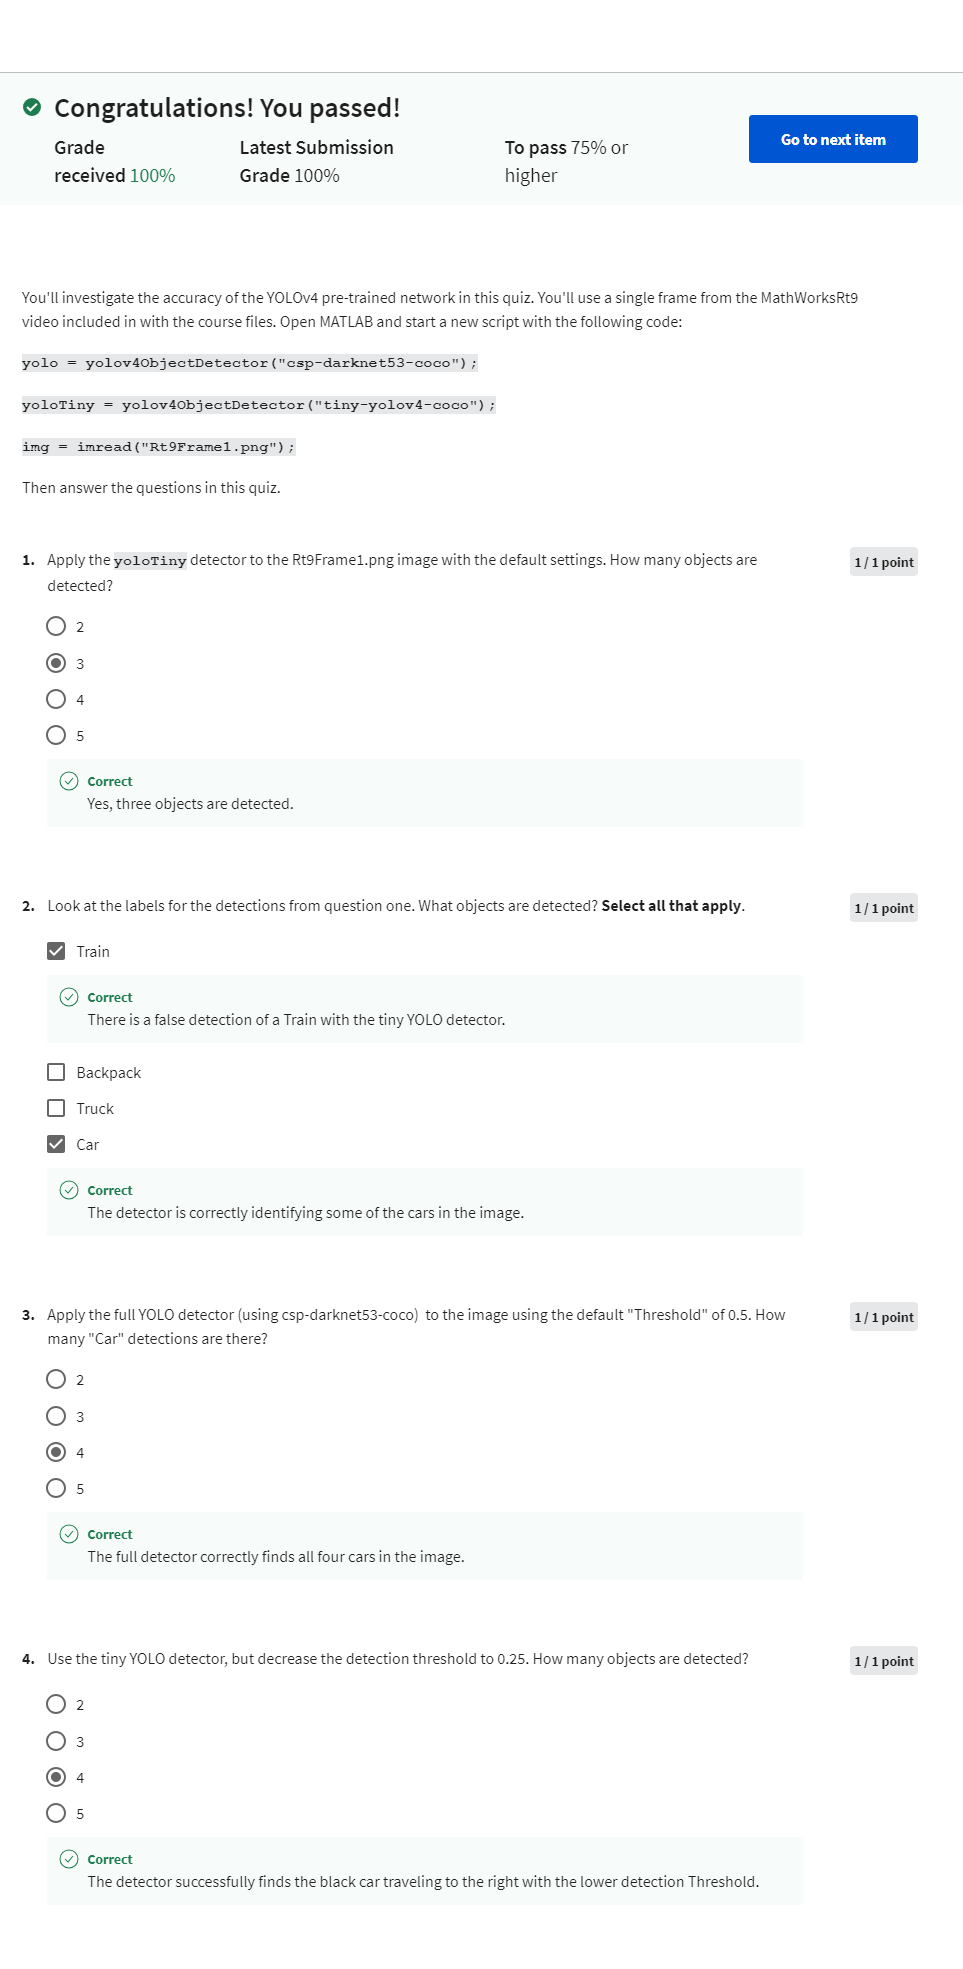 Congratulations! You passed!
Grade
received 100%
Latest Submission
Grade 100%
To pass 75% or
higher
Go to next item
You'll investigate the accuracy of the YOLOv4 pre-trained network in this quiz. You'll use a single frame from the MathWorksRt9
video included in with the course files. Open MATLAB and start a new script with the following code:
yolo = yolov4ObjectDetector("csp-darknet53-coco");
yoloTiny = yolov4ObjectDetector("tiny-yolov4-coco");
img = imread("Rt9Frame1.png");
Then answer the questions in this quiz.
1. Apply the yoloTiny detector to the Rt9Frame1.png image with the default settings. How many objects are
detected?
1 / 1 point
2
3
4
5
Correct
Yes, three objects are detected.
2. Look at the labels for the detections from question one. What objects are detected? Select all that apply.
1 / 1 point
Train
Correct
There is a false detection of a Train with the tiny YOLO detector.
Backpack
Truck
Car
Correct
The detector is correctly identifying some of the cars in the image.
3. Apply the full YOLO detector (using csp-darknet53-coco) to the image using the default "Threshold" of 0.5. How
many "Car" detections are there?
1 / 1 point
2
3
4
5
Correct
The full detector correctly finds all four cars in the image.
4. Use the tiny YOLO detector, but decrease the detection threshold to 0.25. How many objects are detected?
1 / 1 point
2
3
4
5
Correct
The detector successfully finds the black car traveling to the right with the lower detection Threshold.